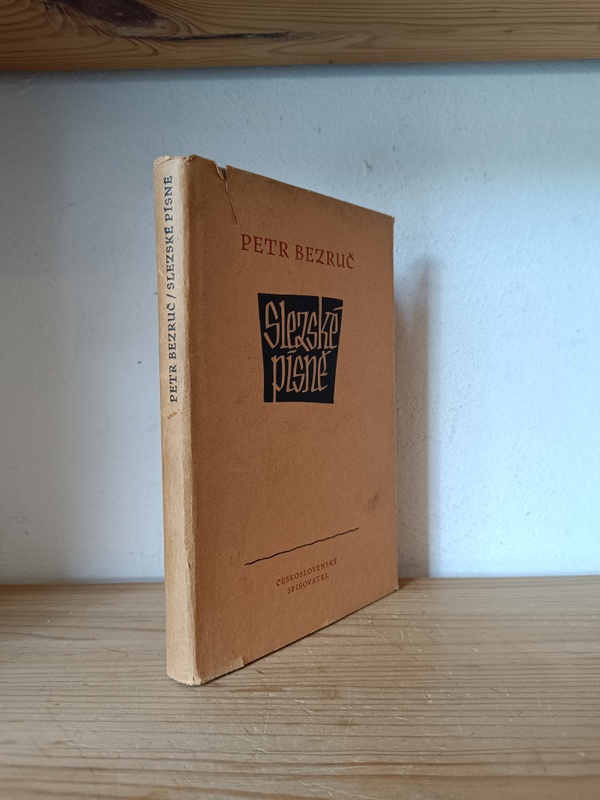 PETR BEZRUČ / SLEZSKÉ PÍSNĚ
PETR BEZRUČ
Slezské
písně
ČESKOSLOVENSKÝ
SPISOVATEL